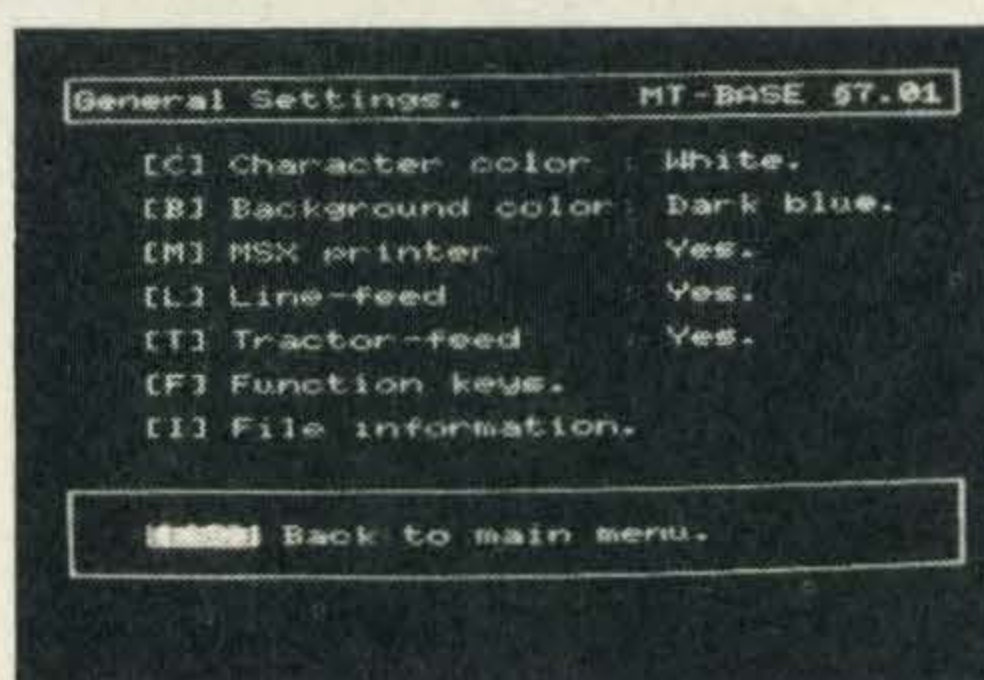 General Settings. MT-BASE §7.01
[C] Character color : White.
[B] Background color: Dark blue.
[M] MSX printer : Yes.
[L] Line-feed : Yes.
[T] Tractor-feed : Yes.
[F] Function keys.
[I] File information.
Back to main menu.